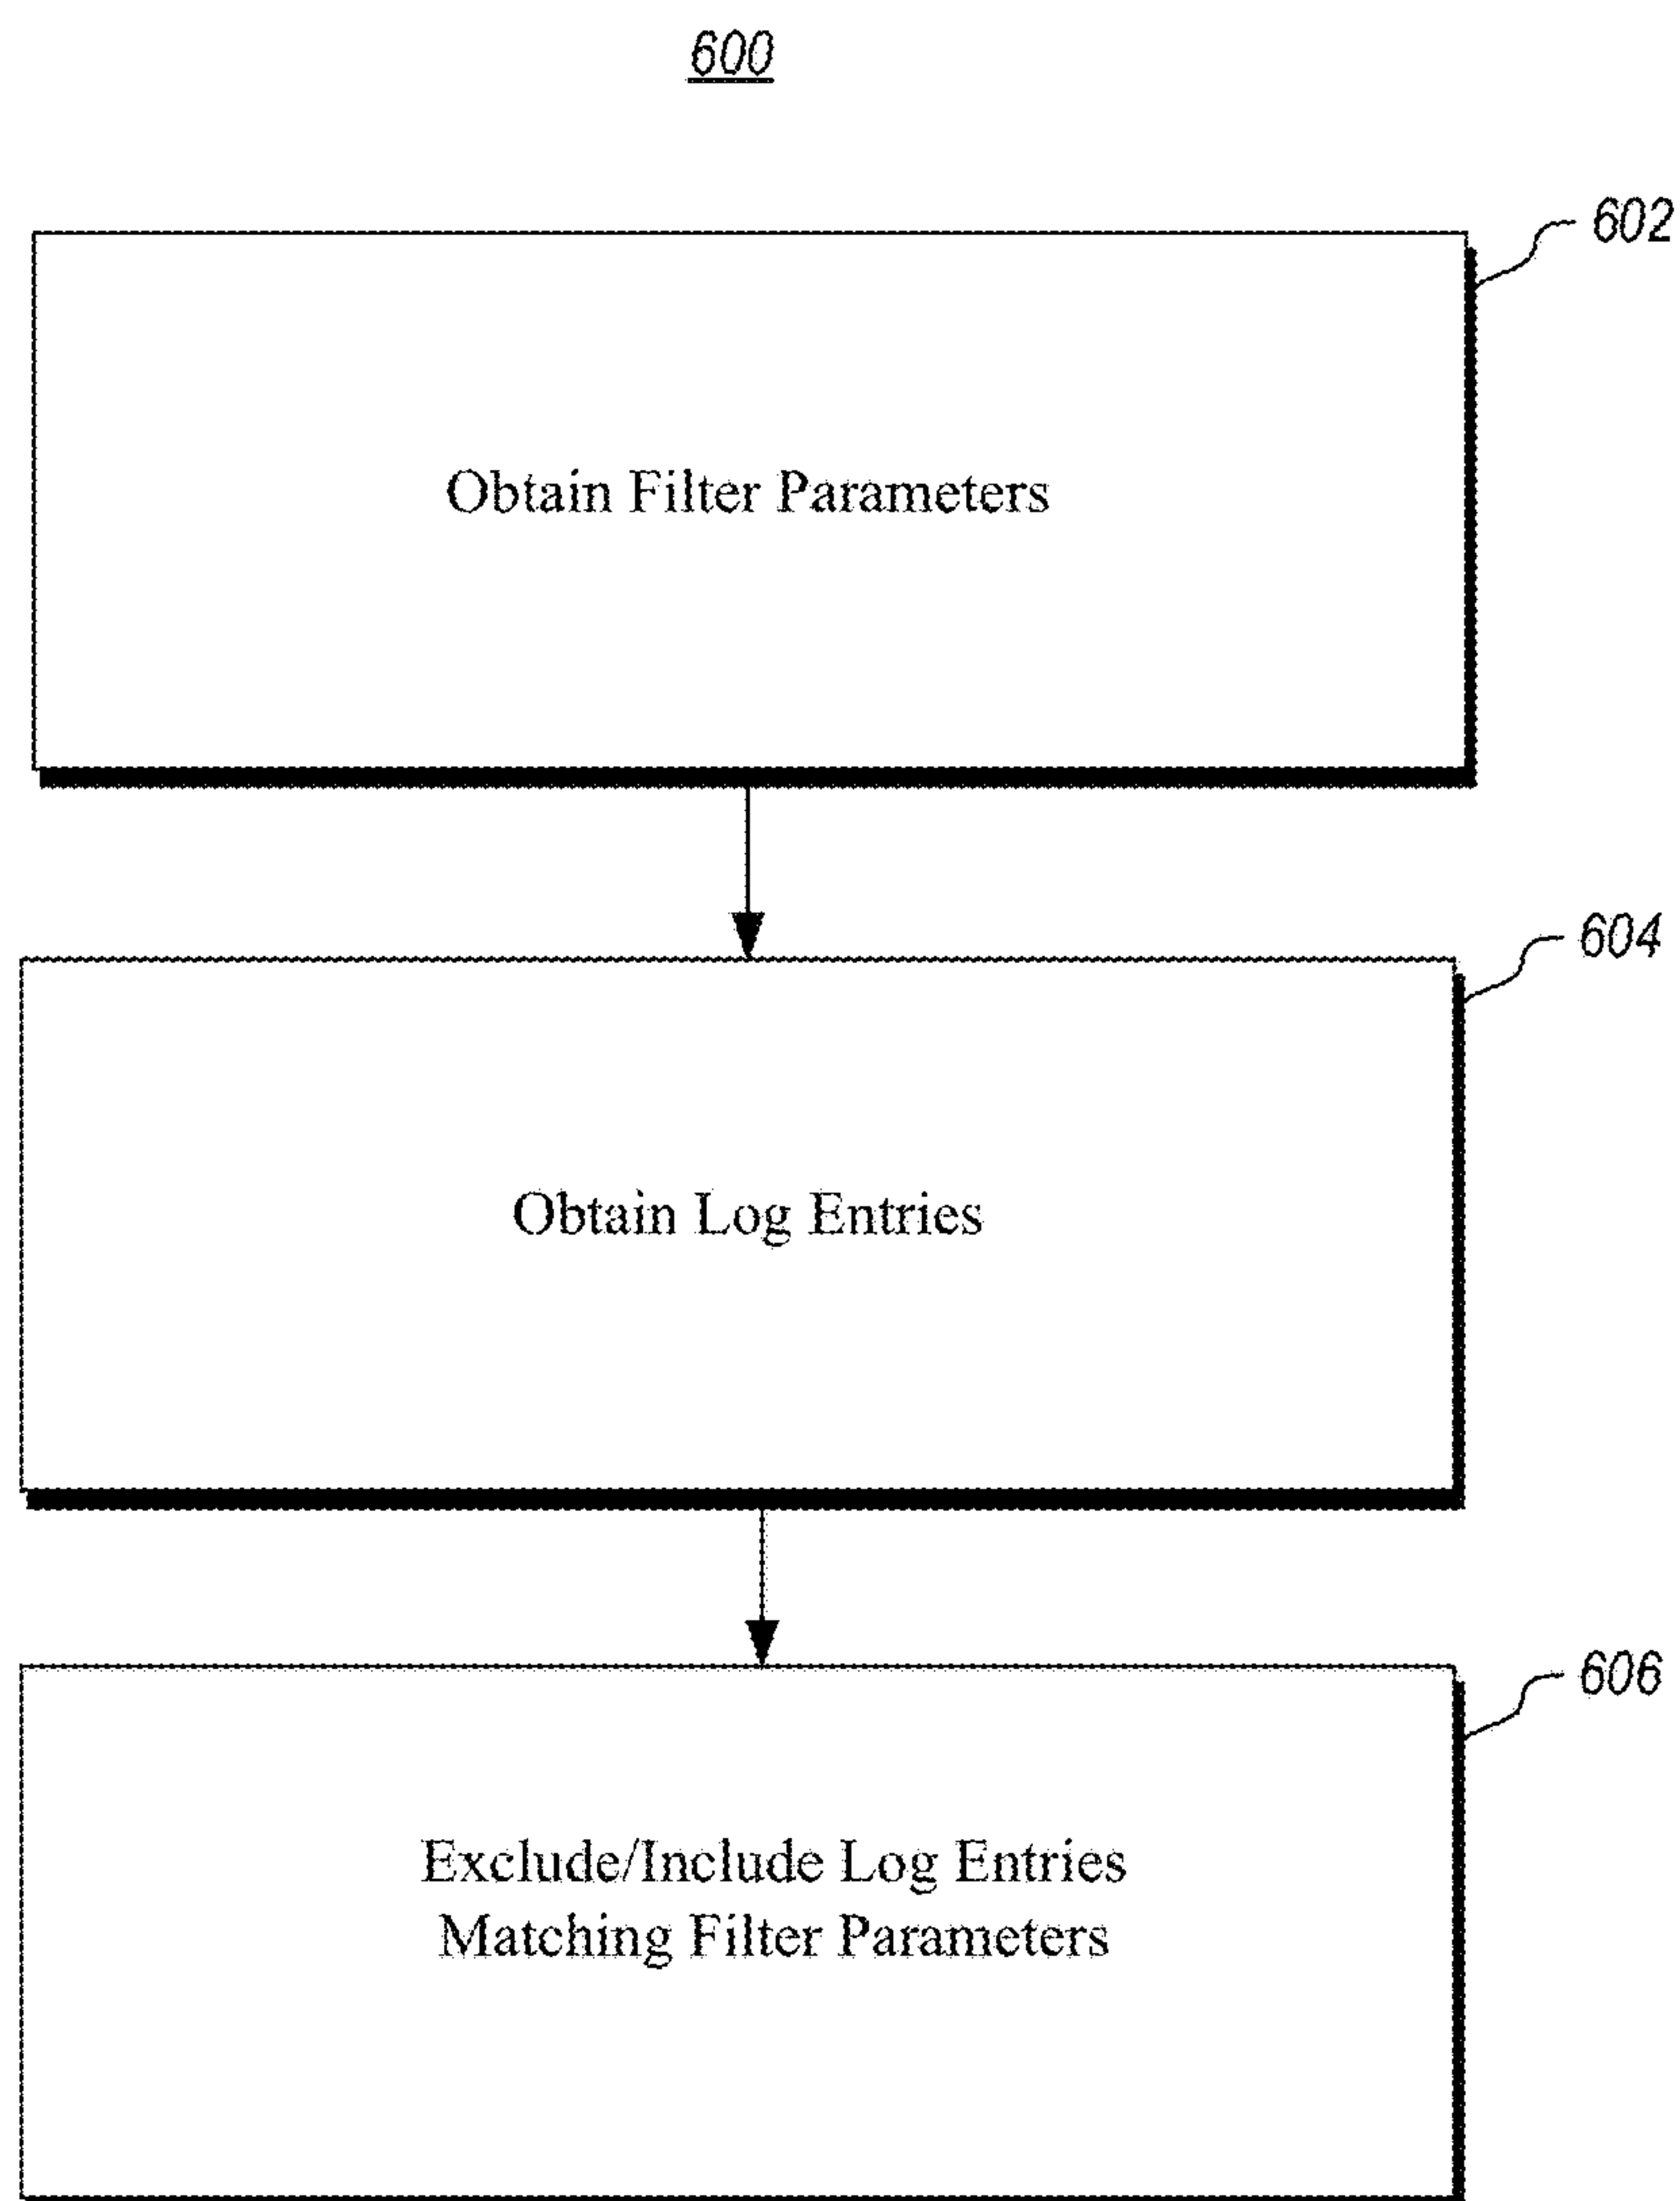 600
602
Obtain Filter Parameters
604
Obtain Log Entries
606
Exclude/Include Log Entries
Matching Filter Parameters